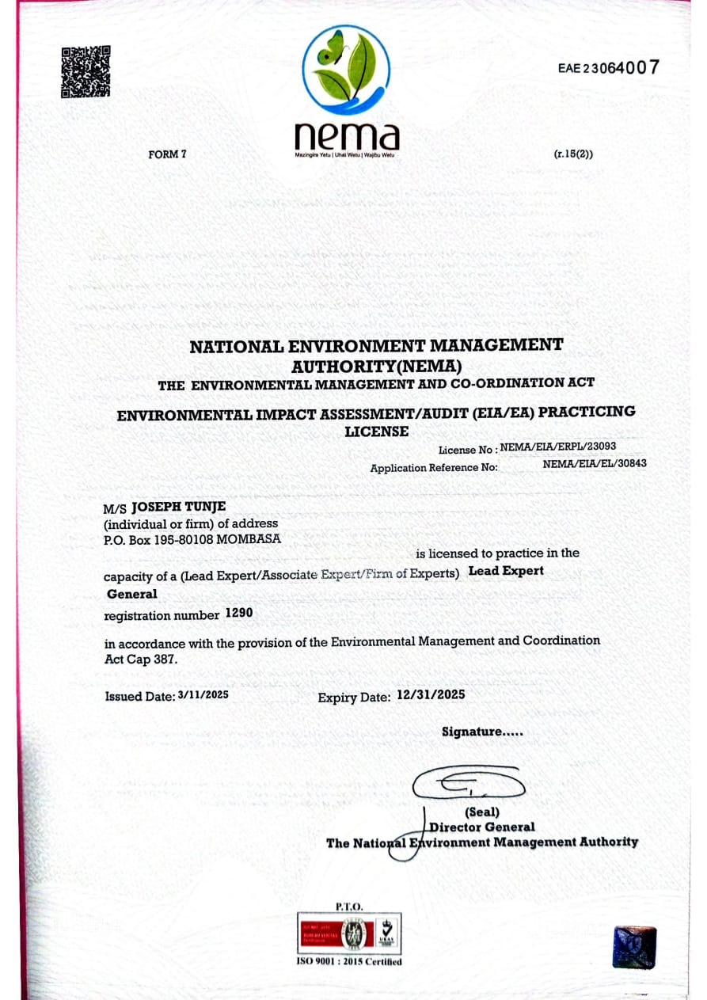 EAE 23064007
nema
Mazingira Yetu | Uhai Wetu | Wajibu Wetu
FORM 7
(r.15(2))
NATIONAL ENVIRONMENT MANAGEMENT
AUTHORITY(NEMA)
THE ENVIRONMENTAL MANAGEMENT AND CO-ORDINATION ACT
ENVIRONMENTAL IMPACT ASSESSMENT/AUDIT (EIA/EA) PRACTICING
LICENSE
License No : NEMA/EIA/ERPL/23093
Application Reference No: NEMA/EIA/EL/30843
M/S JOSEPH TUNJE
(individual or firm) of address
P.O. Box 195-80108 MOMBASA
is licensed to practice in the
capacity of a (Lead Expert/Associate Expert/Firm of Experts) Lead Expert
General
registration number 1290
in accordance with the provision of the Environmental Management and Coordination
Act Cap 387.
Issued Date: 3/11/2025 Expiry Date: 12/31/2025
Signature.....
(Seal)
Director General
The National Environment Management Authority
P.T.O.
BUREAU VERITAS
Certification
UKAS
ISO 9001 : 2015 Certified